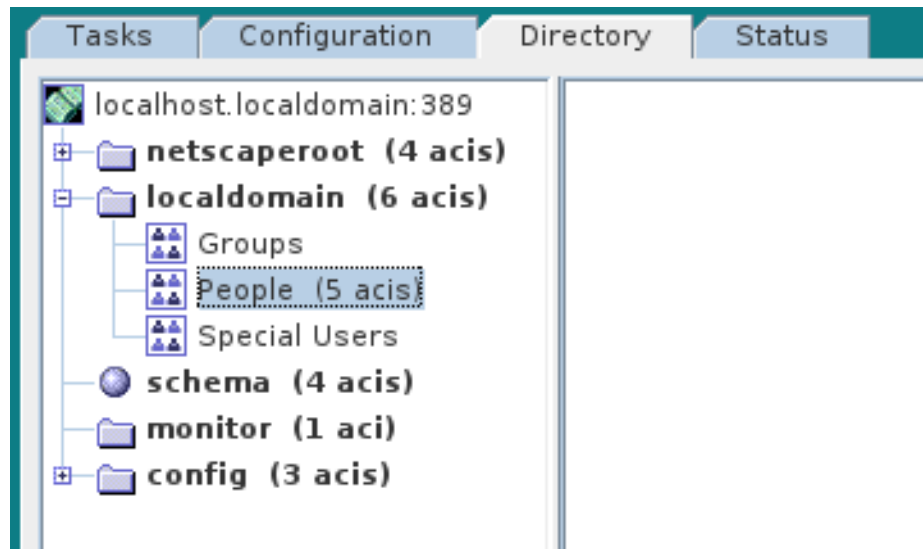 Tasks Configuration Directory Status
localhost.localdomain:389
netscaperoot (4 acis)
localdomain (6 acis)
Groups
People (5 acis)
Special Users
schema (4 acis)
monitor (1 aci)
config (3 acis)